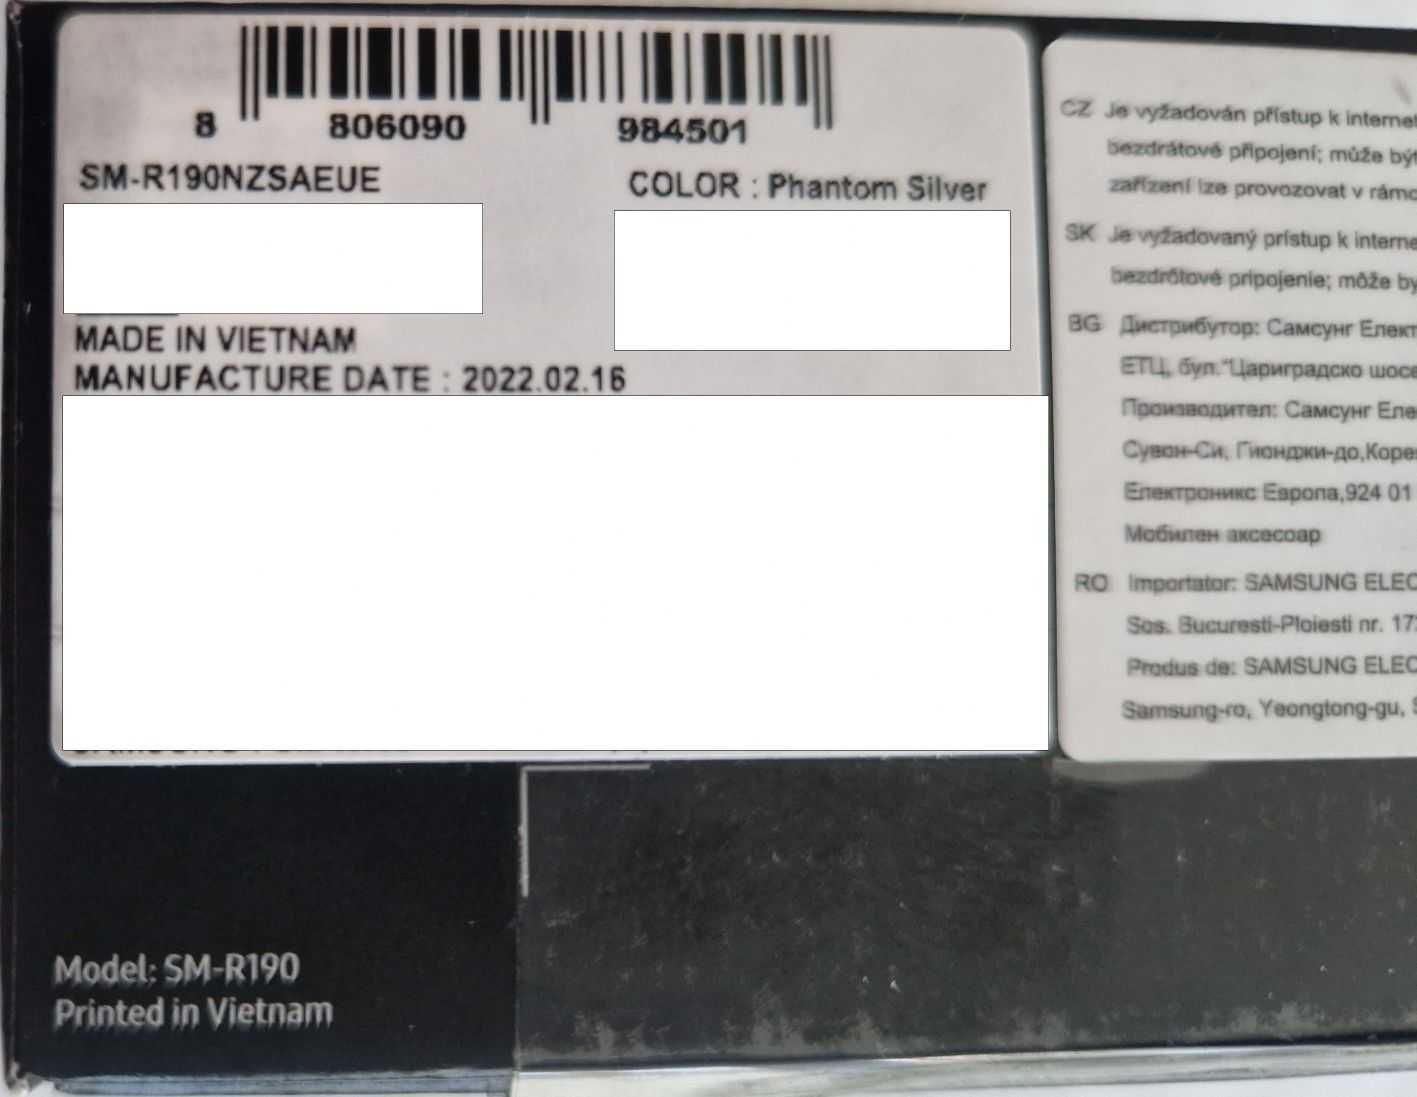 8 806090 984501
SM-R190NZSAEUE
COLOR : Phantom Silver
MADE IN VIETNAM
MANUFACTURE DATE : 2022.02.16
CZ Je vyžadován přístup k internet
bezdrátové připojení; může být
zařízení lze provozovat v rámc
SK Je vyžadovaný prístup k interne
bezdrôtové pripojenie; môže by
BG Дистрибутор: Самсунг Елект
ЕТЦ, бул."Цариградско шосе
Производител: Самсунг Еле
Сувон-Си, Гионджи-до,Коре
Електроникс Европа,924 01
Мобилен аксесоар
RO Importator: SAMSUNG ELEC
Sos. Bucuresti-Ploiesti nr. 17
Produs de: SAMSUNG ELEC
Samsung-ro, Yeongtong-gu,
Model: SM-R190
Printed in Vietnam